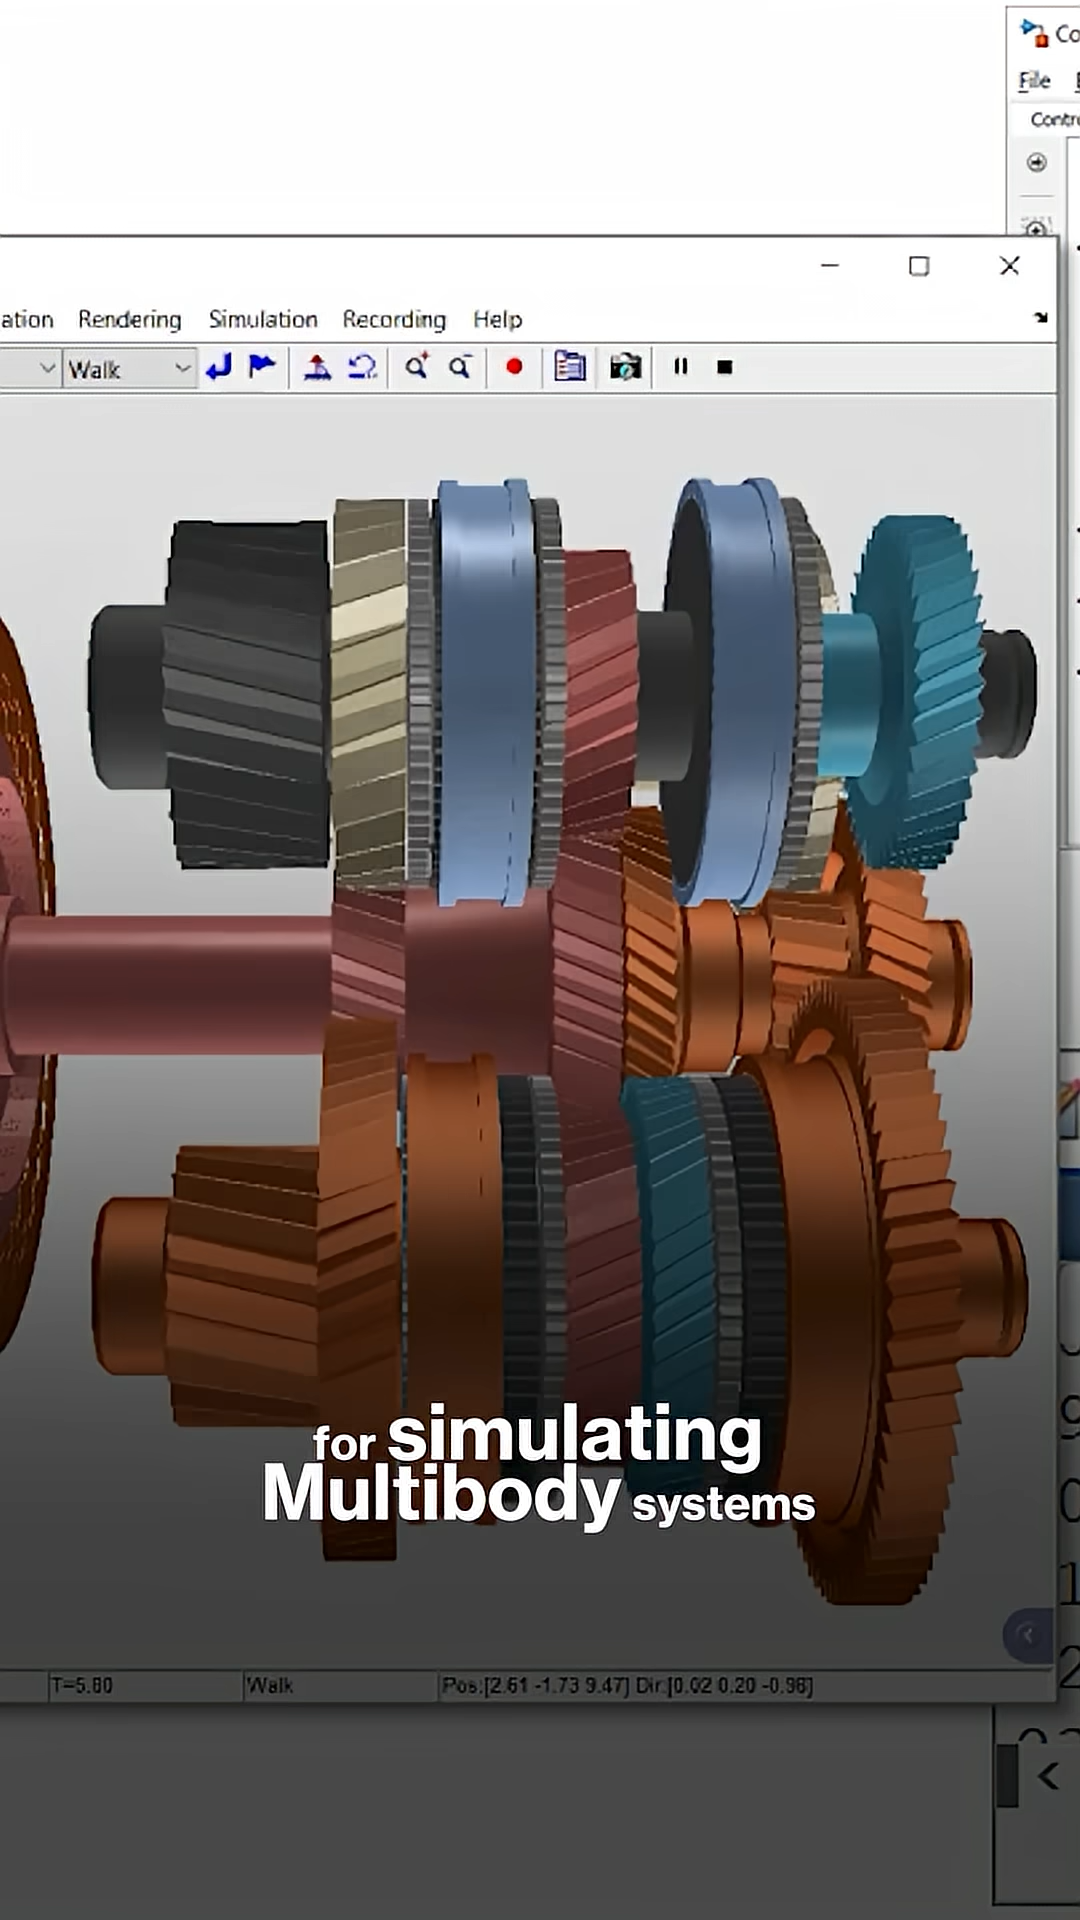 Co
File
Contr
ation Rendering Simulation Recording Help
Walk
for simulating
Multibody systems
T=5.80 Walk Pos:[2.61 -1.73 9.47] Dir:[0.02 0.20 -0.98]